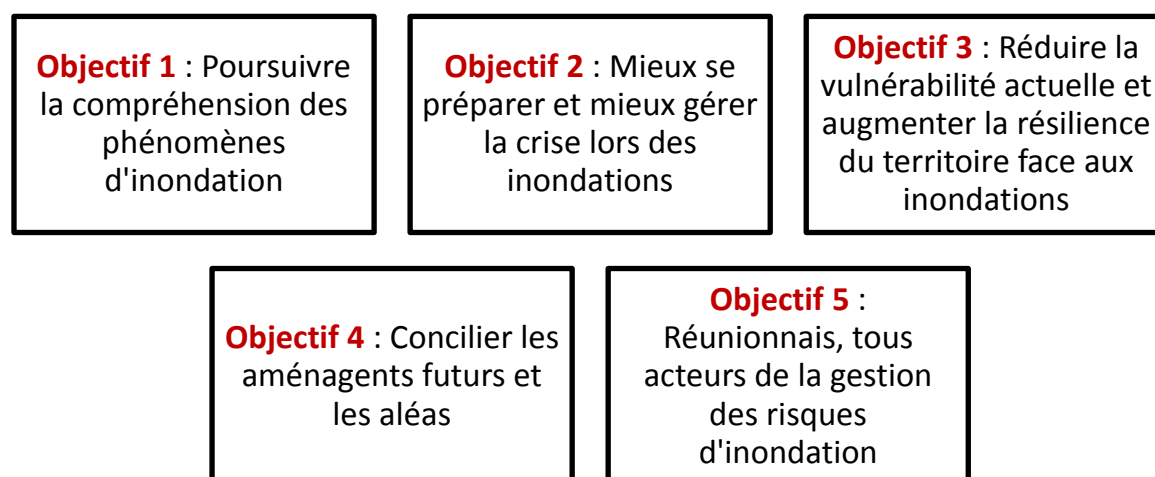 Objectif 1 : Poursuivre
la compréhension des
phénomènes
d'inondation
Objectif 2 : Mieux se
préparer et mieux gérer
la crise lors des
inondations
Objectif 3 : Réduire la
vulnérabilité actuelle et
augmenter la résilience
du territoire face aux
inondations
Objectif 4 : Concilier les
aménagents futurs et
les aléas
Objectif 5 :
Réunionnais, tous
acteurs de la gestion
des risques
d'inondation